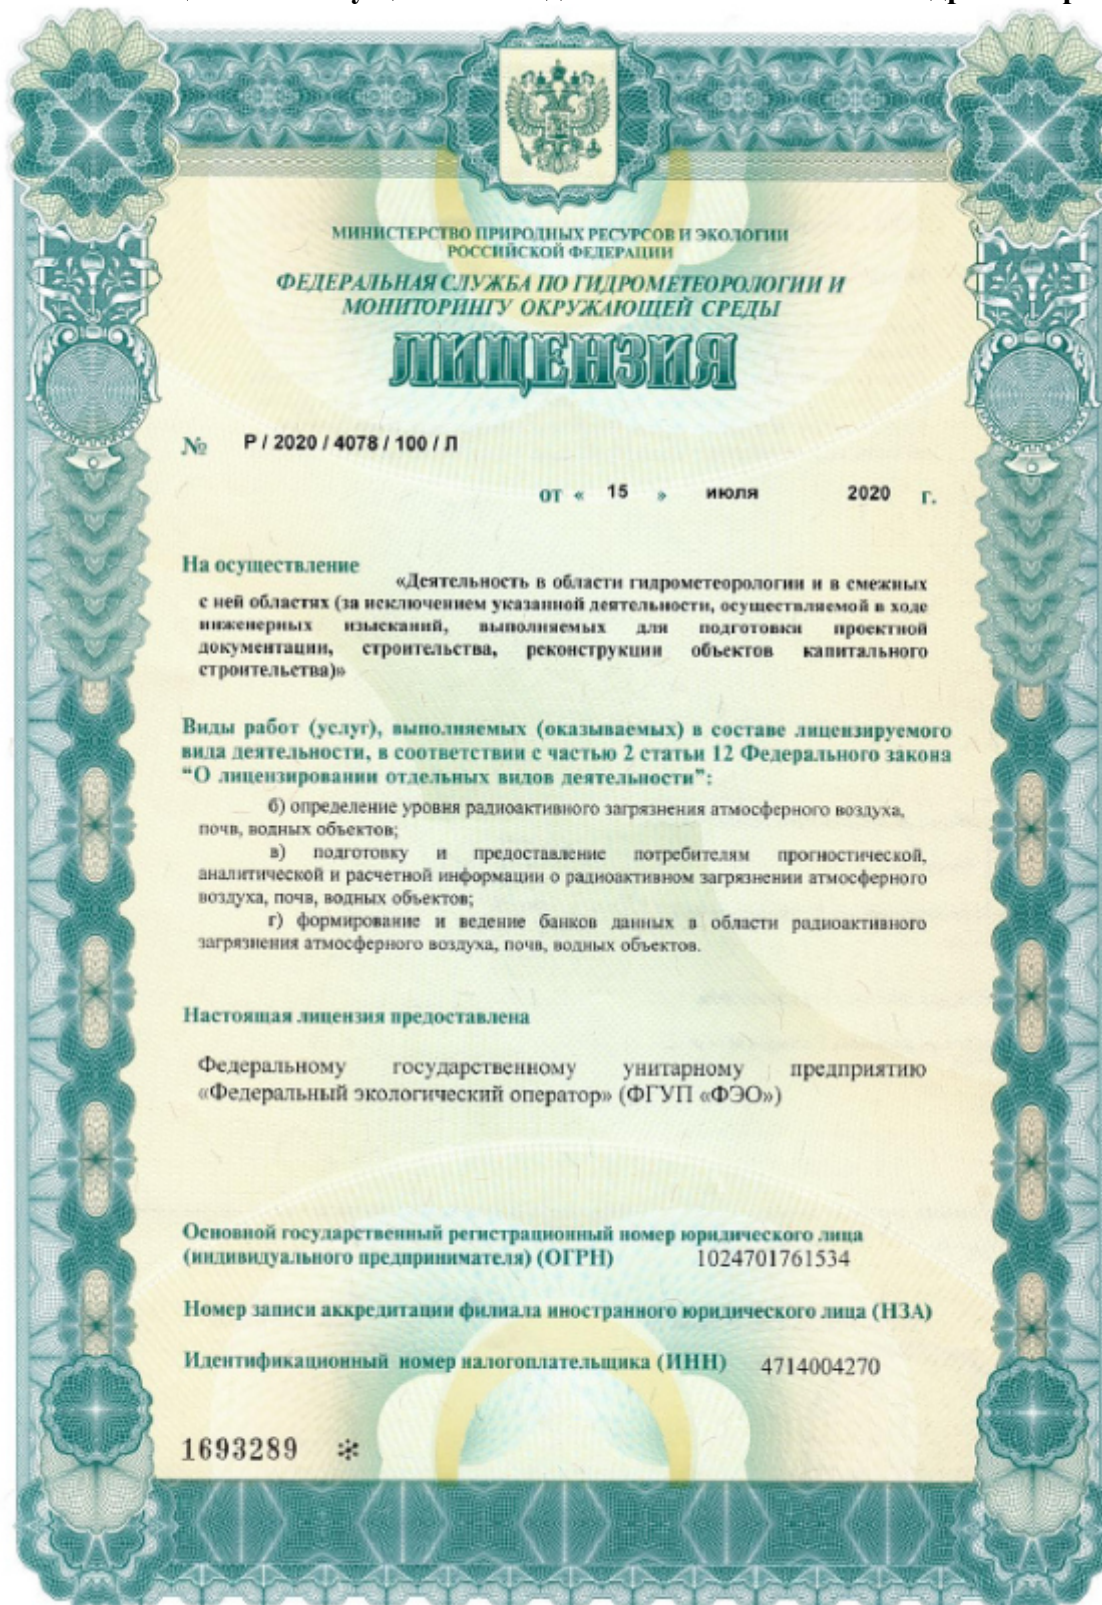 МИНИСТЕРСТВО ПРИРОДНЫХ РЕСУРСОВ И ЭКОЛОГИИ
РОССИЙСКОЙ ФЕДЕРАЦИИ
ФЕДЕРАЛЬНАЯ СЛУЖБА ПО ГИДРОМЕТЕОРОЛОГИИ И
МОНИТОРИНГУ ОКРУЖАЮЩЕЙ СРЕДЫ
ЛИЦЕНЗИЯ
№ Р / 2020 / 4078 / 100 / Л
от « 15 » июля 2020 г.
На осуществление
«Деятельность в области гидрометеорологии и в смежных
с ней областях (за исключением указанной деятельности, осуществляемой в ходе
инженерных изысканий, выполняемых для подготовки проектной
документации, строительства, реконструкции объектов капитального
строительства)»
Виды работ (услуг), выполняемых (оказываемых) в составе лицензируемого
вида деятельности, в соответствии с частью 2 статьи 12 Федерального закона
“О лицензировании отдельных видов деятельности”:
б) определение уровня радиоактивного загрязнения атмосферного воздуха,
почв, водных объектов;
в) подготовку и предоставление потребителям прогностической,
аналитической и расчетной информации о радиоактивном загрязнении атмосферного
воздуха, почв, водных объектов;
г) формирование и ведение банков данных в области радиоактивного
загрязнения атмосферного воздуха, почв, водных объектов.
Настоящая лицензия предоставлена
Федеральному государственному унитарному предприятию
«Федеральный экологический оператор» (ФГУП «ФЭО»)
Основной государственный регистрационный номер юридического лица
(индивидуального предпринимателя) (ОГРН) 1024701761534
Номер записи аккредитации филиала иностранного юридического лица (НЗА)
Идентификационный номер налогоплательщика (ИНН) 4714004270
1693289 *